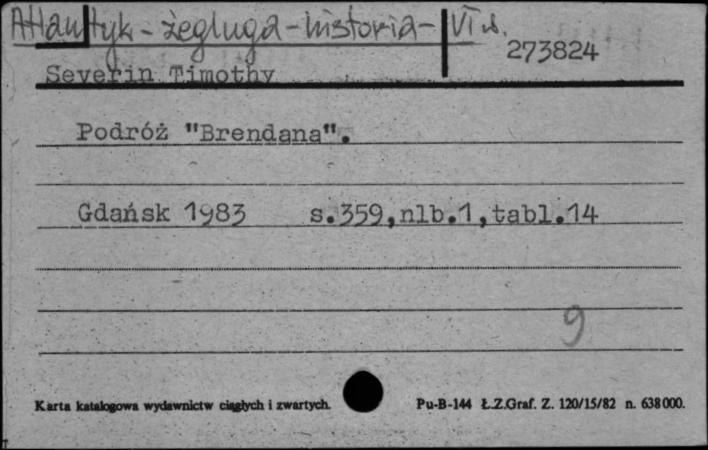 Atlantyk - żegluga - historia - VI w.
273824
Severin Timothy
Podróż "Brendana".
Gdańsk 1983 s.359,nlb.1,tabl.14
9
Karta katalogowa wydawnictw ciągłych i zwartych. Pu-B-144 Ł.Z.Graf. Z. 120/15/82 n. 638000.